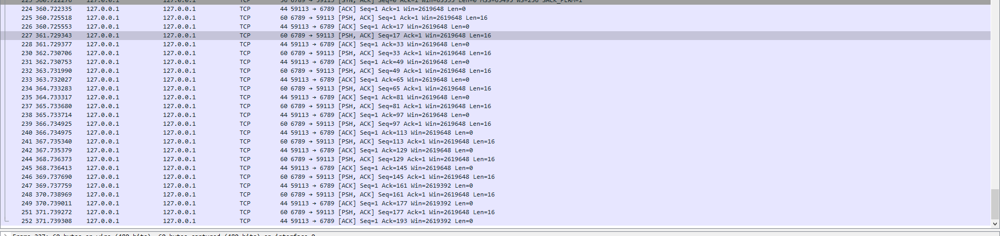 223 360.722276 127.0.0.1 127.0.0.1 TCP 56 6789 → 59113 [SYN, ACK] Seq=0 Ack=1 Win=65535 Len=0 MSS=65495 WS=256 SACK_PERM=1
224 360.722335 127.0.0.1 127.0.0.1 TCP 44 59113 → 6789 [ACK] Seq=1 Ack=1 Win=2619648 Len=0
225 360.725518 127.0.0.1 127.0.0.1 TCP 60 6789 → 59113 [PSH, ACK] Seq=1 Ack=1 Win=2619648 Len=16
226 360.725553 127.0.0.1 127.0.0.1 TCP 44 59113 → 6789 [ACK] Seq=1 Ack=17 Win=2619648 Len=0
227 361.729343 127.0.0.1 127.0.0.1 TCP 60 6789 → 59113 [PSH, ACK] Seq=17 Ack=1 Win=2619648 Len=16
228 361.729377 127.0.0.1 127.0.0.1 TCP 44 59113 → 6789 [ACK] Seq=1 Ack=33 Win=2619648 Len=0
230 362.730706 127.0.0.1 127.0.0.1 TCP 60 6789 → 59113 [PSH, ACK] Seq=33 Ack=1 Win=2619648 Len=16
231 362.730753 127.0.0.1 127.0.0.1 TCP 44 59113 → 6789 [ACK] Seq=1 Ack=49 Win=2619648 Len=0
232 363.731990 127.0.0.1 127.0.0.1 TCP 60 6789 → 59113 [PSH, ACK] Seq=49 Ack=1 Win=2619648 Len=16
233 363.732027 127.0.0.1 127.0.0.1 TCP 44 59113 → 6789 [ACK] Seq=1 Ack=65 Win=2619648 Len=0
234 364.733283 127.0.0.1 127.0.0.1 TCP 60 6789 → 59113 [PSH, ACK] Seq=65 Ack=1 Win=2619648 Len=16
235 364.733317 127.0.0.1 127.0.0.1 TCP 44 59113 → 6789 [ACK] Seq=1 Ack=81 Win=2619648 Len=0
237 365.733680 127.0.0.1 127.0.0.1 TCP 60 6789 → 59113 [PSH, ACK] Seq=81 Ack=1 Win=2619648 Len=16
238 365.733714 127.0.0.1 127.0.0.1 TCP 44 59113 → 6789 [ACK] Seq=1 Ack=97 Win=2619648 Len=0
239 366.734925 127.0.0.1 127.0.0.1 TCP 60 6789 → 59113 [PSH, ACK] Seq=97 Ack=1 Win=2619648 Len=16
240 366.734975 127.0.0.1 127.0.0.1 TCP 44 59113 → 6789 [ACK] Seq=1 Ack=113 Win=2619648 Len=0
241 367.735340 127.0.0.1 127.0.0.1 TCP 60 6789 → 59113 [PSH, ACK] Seq=113 Ack=1 Win=2619648 Len=16
242 367.735379 127.0.0.1 127.0.0.1 TCP 44 59113 → 6789 [ACK] Seq=1 Ack=129 Win=2619648 Len=0
244 368.736373 127.0.0.1 127.0.0.1 TCP 60 6789 → 59113 [PSH, ACK] Seq=129 Ack=1 Win=2619648 Len=16
245 368.736413 127.0.0.1 127.0.0.1 TCP 44 59113 → 6789 [ACK] Seq=1 Ack=145 Win=2619648 Len=0
246 369.737690 127.0.0.1 127.0.0.1 TCP 60 6789 → 59113 [PSH, ACK] Seq=145 Ack=1 Win=2619648 Len=16
247 369.737759 127.0.0.1 127.0.0.1 TCP 44 59113 → 6789 [ACK] Seq=1 Ack=161 Win=2619392 Len=0
248 370.738969 127.0.0.1 127.0.0.1 TCP 60 6789 → 59113 [PSH, ACK] Seq=161 Ack=1 Win=2619648 Len=16
249 370.739011 127.0.0.1 127.0.0.1 TCP 44 59113 → 6789 [ACK] Seq=1 Ack=177 Win=2619392 Len=0
251 371.739272 127.0.0.1 127.0.0.1 TCP 60 6789 → 59113 [PSH, ACK] Seq=177 Ack=1 Win=2619648 Len=16
252 371.739308 127.0.0.1 127.0.0.1 TCP 44 59113 → 6789 [ACK] Seq=1 Ack=193 Win=2619392 Len=0
Frame 227: 60 bytes on wire (480 bits), 60 bytes captured (480 bits) on interface 0